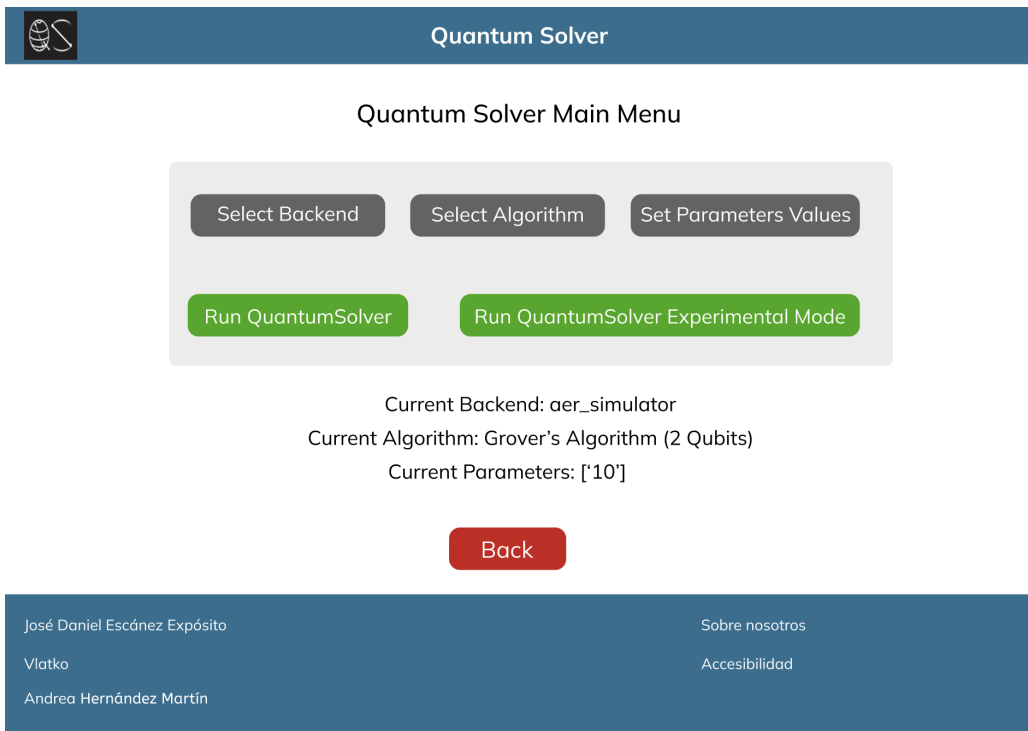 QS
Quantum Solver
Quantum Solver Main Menu
Select Backend
Select Algorithm
Set Parameters Values
Run QuantumSolver
Run QuantumSolver Experimental Mode
Current Backend: aer_simulator
Current Algorithm: Grover’s Algorithm (2 Qubits)
Current Parameters: [‘10’]
Back
José Daniel Escánez Expósito
Sobre nosotros
Vlatko
Accesibilidad
Andrea Hernández Martín